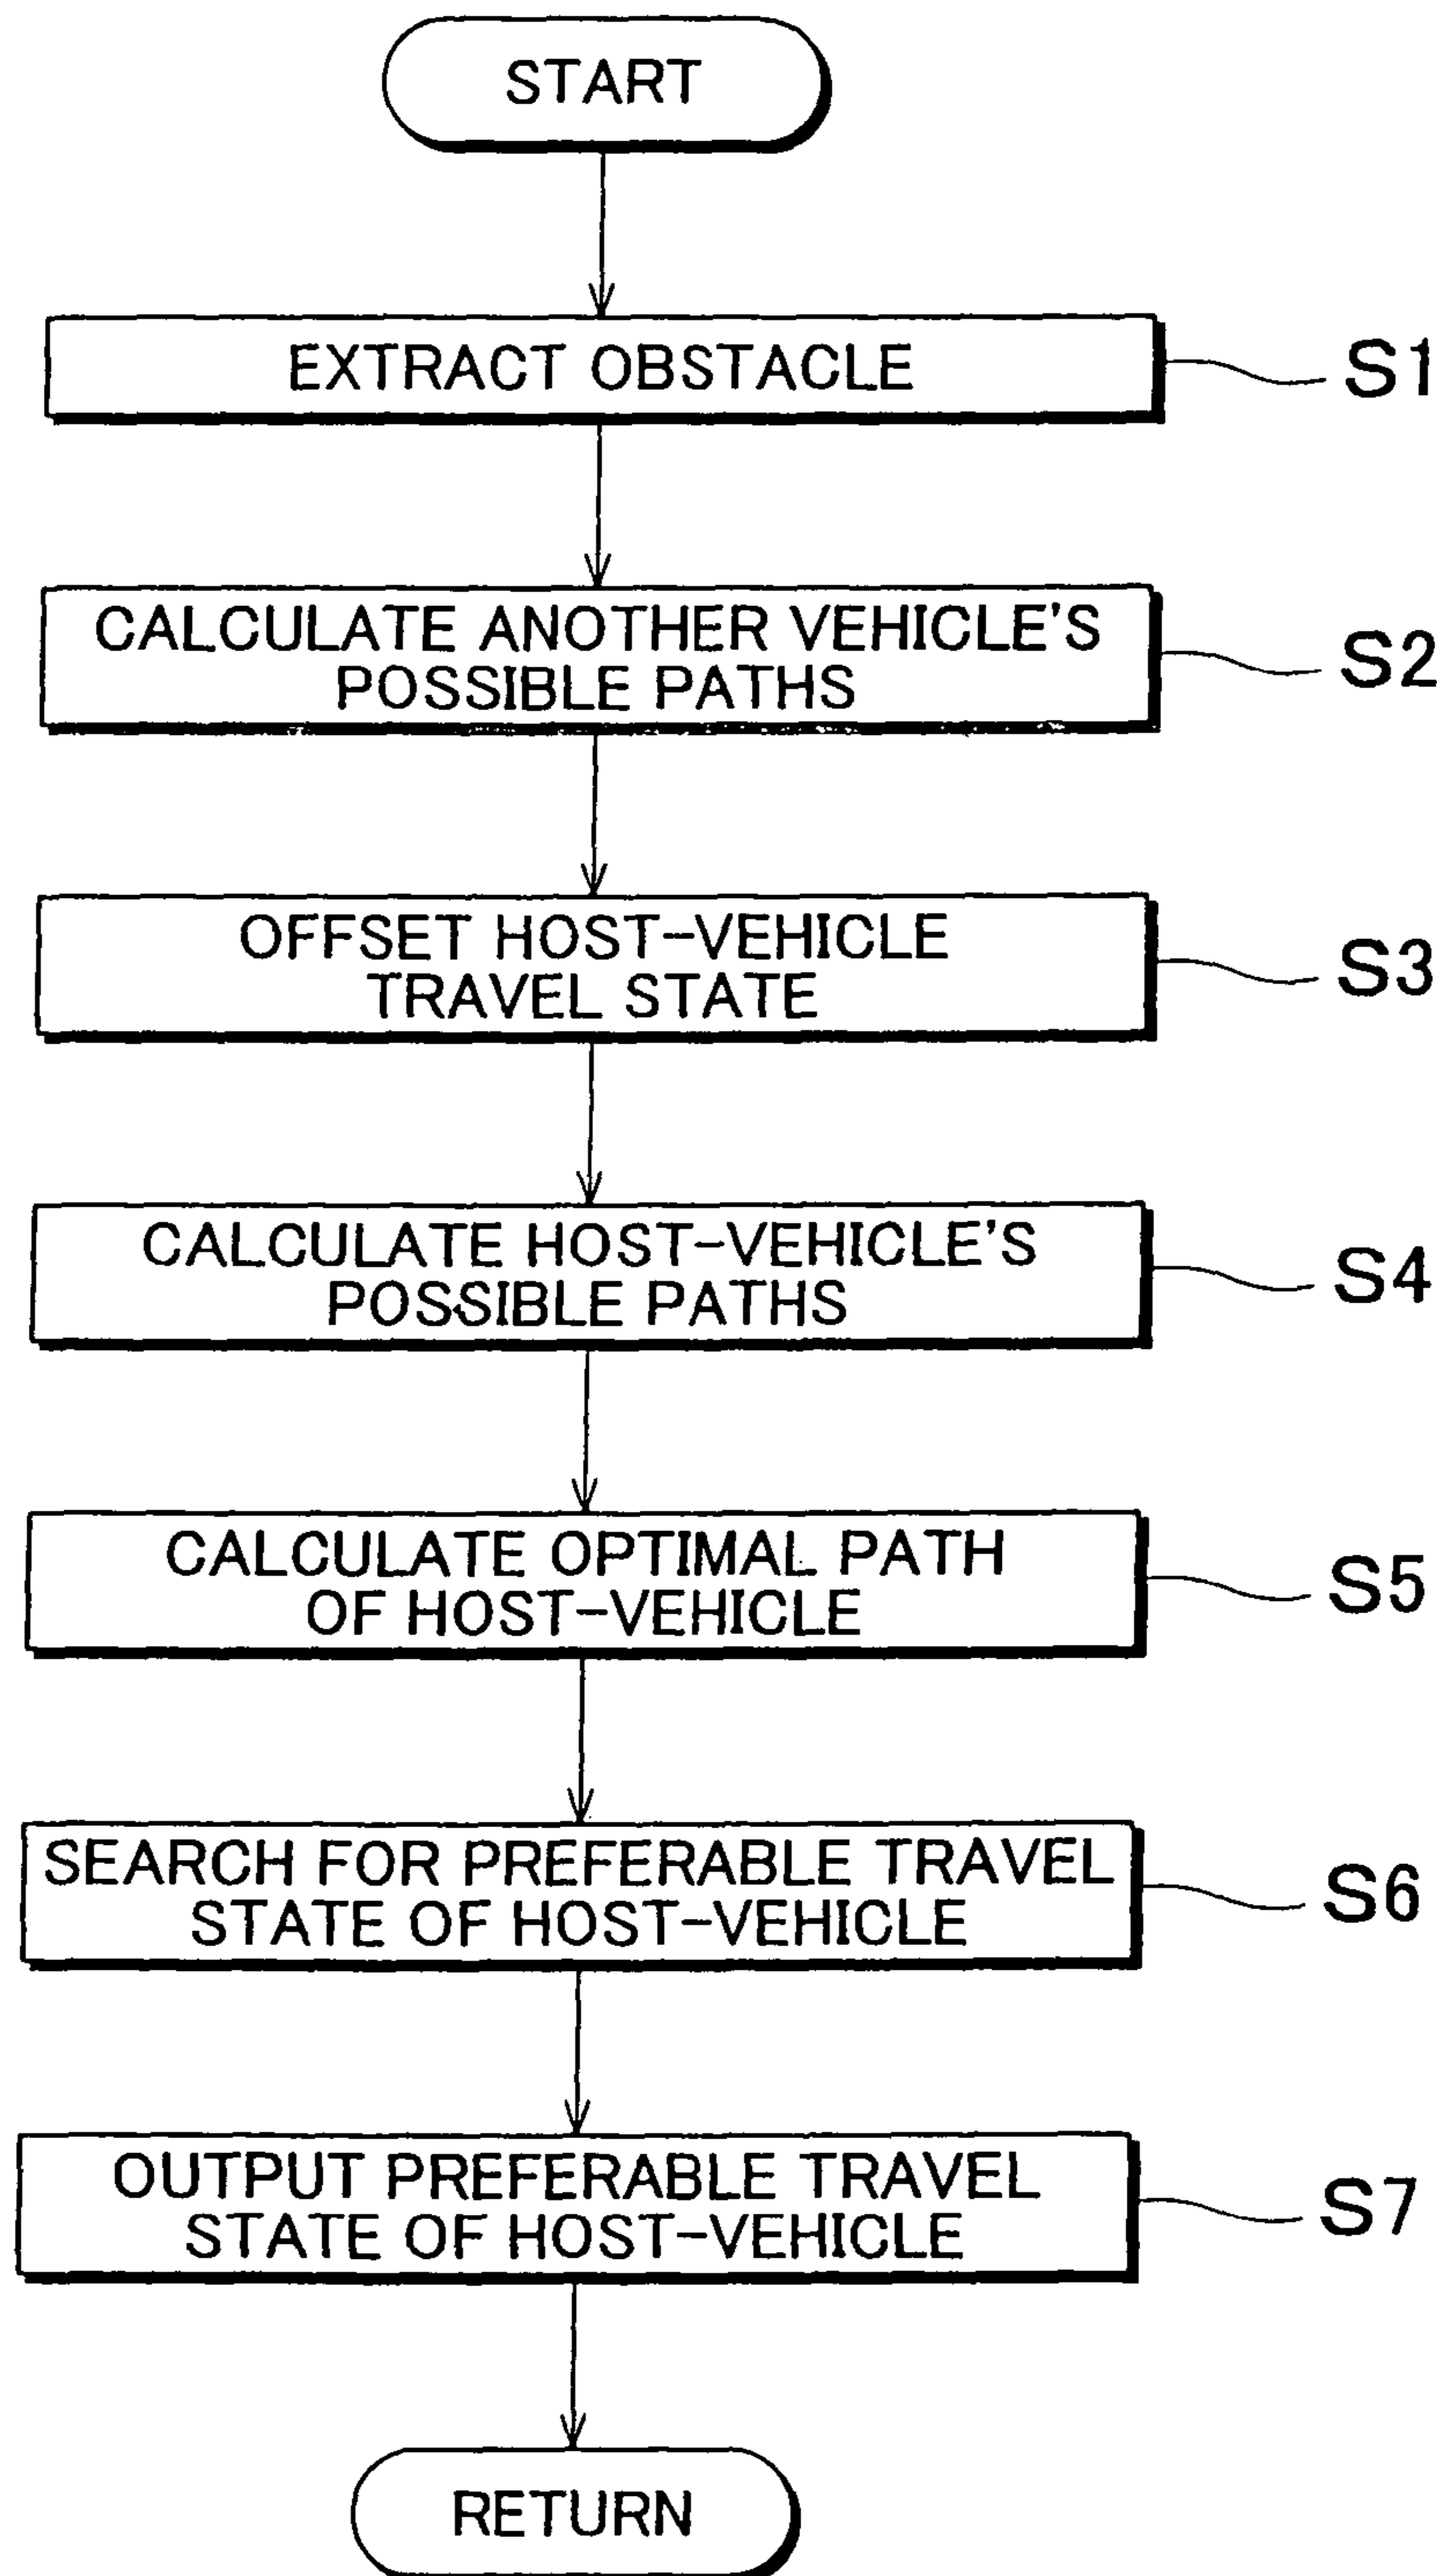 START
EXTRACT OBSTACLE
S1
CALCULATE ANOTHER VEHICLE'S
POSSIBLE PATHS
S2
OFFSET HOST-VEHICLE
TRAVEL STATE
S3
CALCULATE HOST-VEHICLE'S
POSSIBLE PATHS
S4
CALCULATE OPTIMAL PATH
OF HOST-VEHICLE
S5
SEARCH FOR PREFERABLE TRAVEL
STATE OF HOST-VEHICLE
S6
OUTPUT PREFERABLE TRAVEL
STATE OF HOST-VEHICLE
S7
RETURN